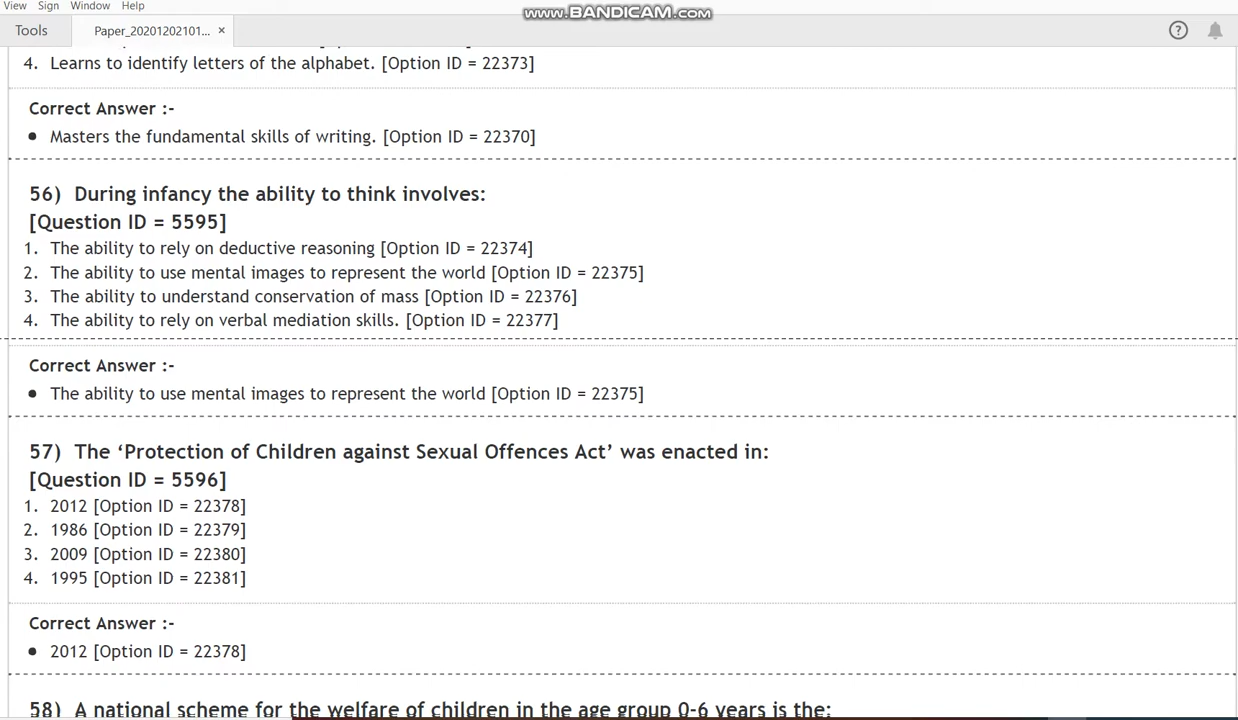 View Sign Window Help
www.BANDICAM.com
Tools Paper_20201202101... ×
4. Learns to identify letters of the alphabet. [Option ID = 22373]
Correct Answer :-
• Masters the fundamental skills of writing. [Option ID = 22370]
56) During infancy the ability to think involves:
[Question ID = 5595]
1. The ability to rely on deductive reasoning [Option ID = 22374]
2. The ability to use mental images to represent the world [Option ID = 22375]
3. The ability to understand conservation of mass [Option ID = 22376]
4. The ability to rely on verbal mediation skills. [Option ID = 22377]
Correct Answer :-
• The ability to use mental images to represent the world [Option ID = 22375]
57) The ‘Protection of Children against Sexual Offences Act’ was enacted in:
[Question ID = 5596]
1. 2012 [Option ID = 22378]
2. 1986 [Option ID = 22379]
3. 2009 [Option ID = 22380]
4. 1995 [Option ID = 22381]
Correct Answer :-
• 2012 [Option ID = 22378]
58) A national scheme for the welfare of children in the age group 0-6 years is the: